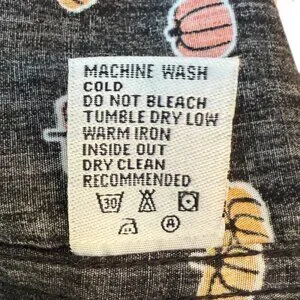 MACHINE WASH
COLD
DO NOT BLEACH
TUMBLE DRY LOW
WARM IRON
INSIDE OUT
DRY CLEAN
RECOMMENDED
30
A